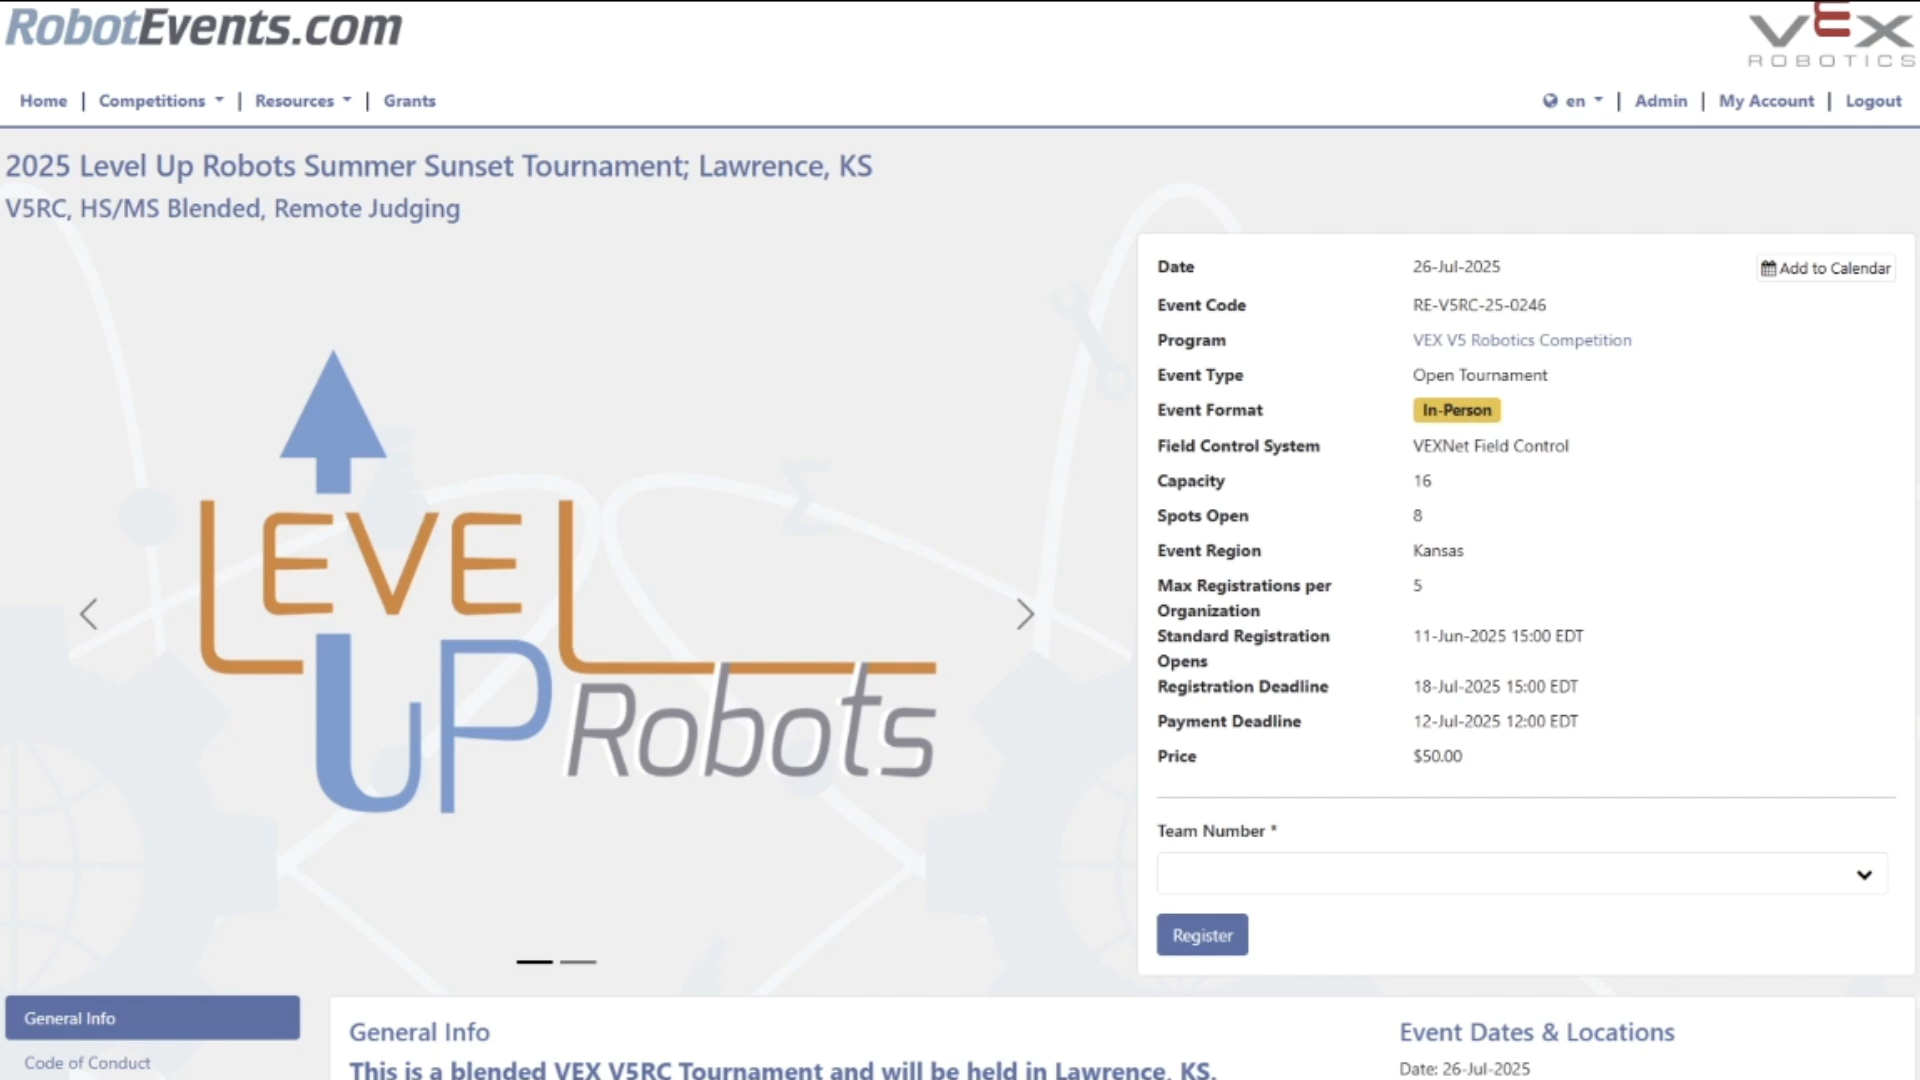 RobotEvents.com
VEX
ROBOTICS
Home | Competitions | Resources | Grants
en | Admin | My Account | Logout
2025 Level Up Robots Summer Sunset Tournament; Lawrence, KS
V5RC, HS/MS Blended, Remote Judging
LEVEL
UP Robots
Date 26-Jul-2025 Add to Calendar
Event Code RE-V5RC-25-0246
Program VEX V5 Robotics Competition
Event Type Open Tournament
Event Format In-Person
Field Control System VEXNet Field Control
Capacity 16
Spots Open 8
Event Region Kansas
Max Registrations per 5
Organization
Standard Registration 11-Jun-2025 15:00 EDT
Opens
Registration Deadline 18-Jul-2025 15:00 EDT
Payment Deadline 12-Jul-2025 12:00 EDT
Price $50.00
Team Number *
Register
General Info
Code of Conduct
General Info
This is a blended VEX V5RC Tournament and will be held in Lawrence, KS.
Event Dates & Locations
Date: 26-Jul-2025